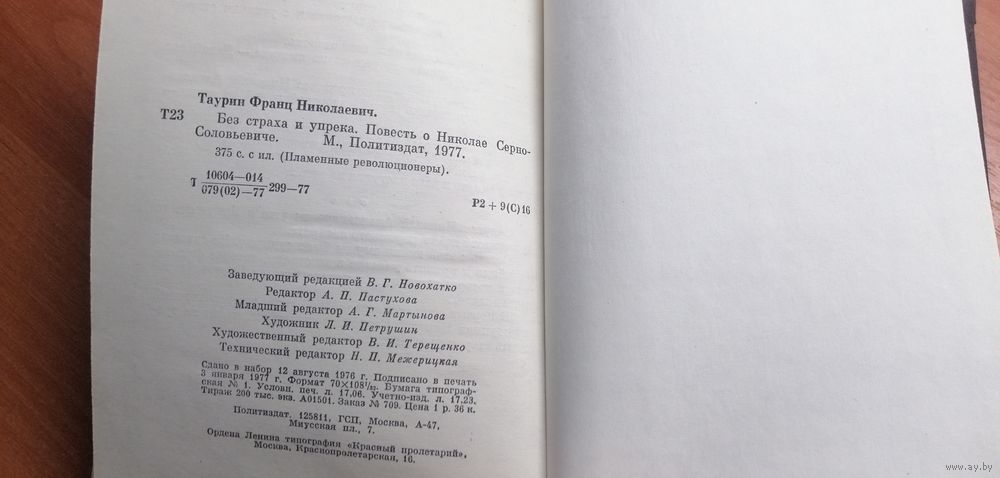 Таурин Франц Николаевич.
Т23 Без страха и упрека. Повесть о Николае Серно-
Соловьевиче. М., Политиздат, 1977.
375 с. с ил. (Пламенные революционеры).
Т 10604—014
079(02)—77 299—77
Р2 + 9(С)16
Заведующий редакцией В. Г. Новохатко
Редактор А. П. Пастухова
Младший редактор А. Г. Мартынова
Художник Л. И. Петрушин
Художественный редактор В. И. Терещенко
Технический редактор Н. П. Межерицкая
Сдано в набор 12 августа 1976 г. Подписано в печать
3 января 1977 г. Формат 70×108¹/₃₂. Бумага типограф-
ская № 1. Условн. печ. л. 17,06. Учетно-изд. л. 17,23.
Тираж 200 тыс. экз. А01501. Заказ № 709. Цена 1 р. 36 к.
Политиздат, 125811, ГСП, Москва, А-47,
Миусская пл., 7.
Ордена Ленина типография «Красный пролетарий»,
Москва, Краснопролетарская, 16.
www.ay.by